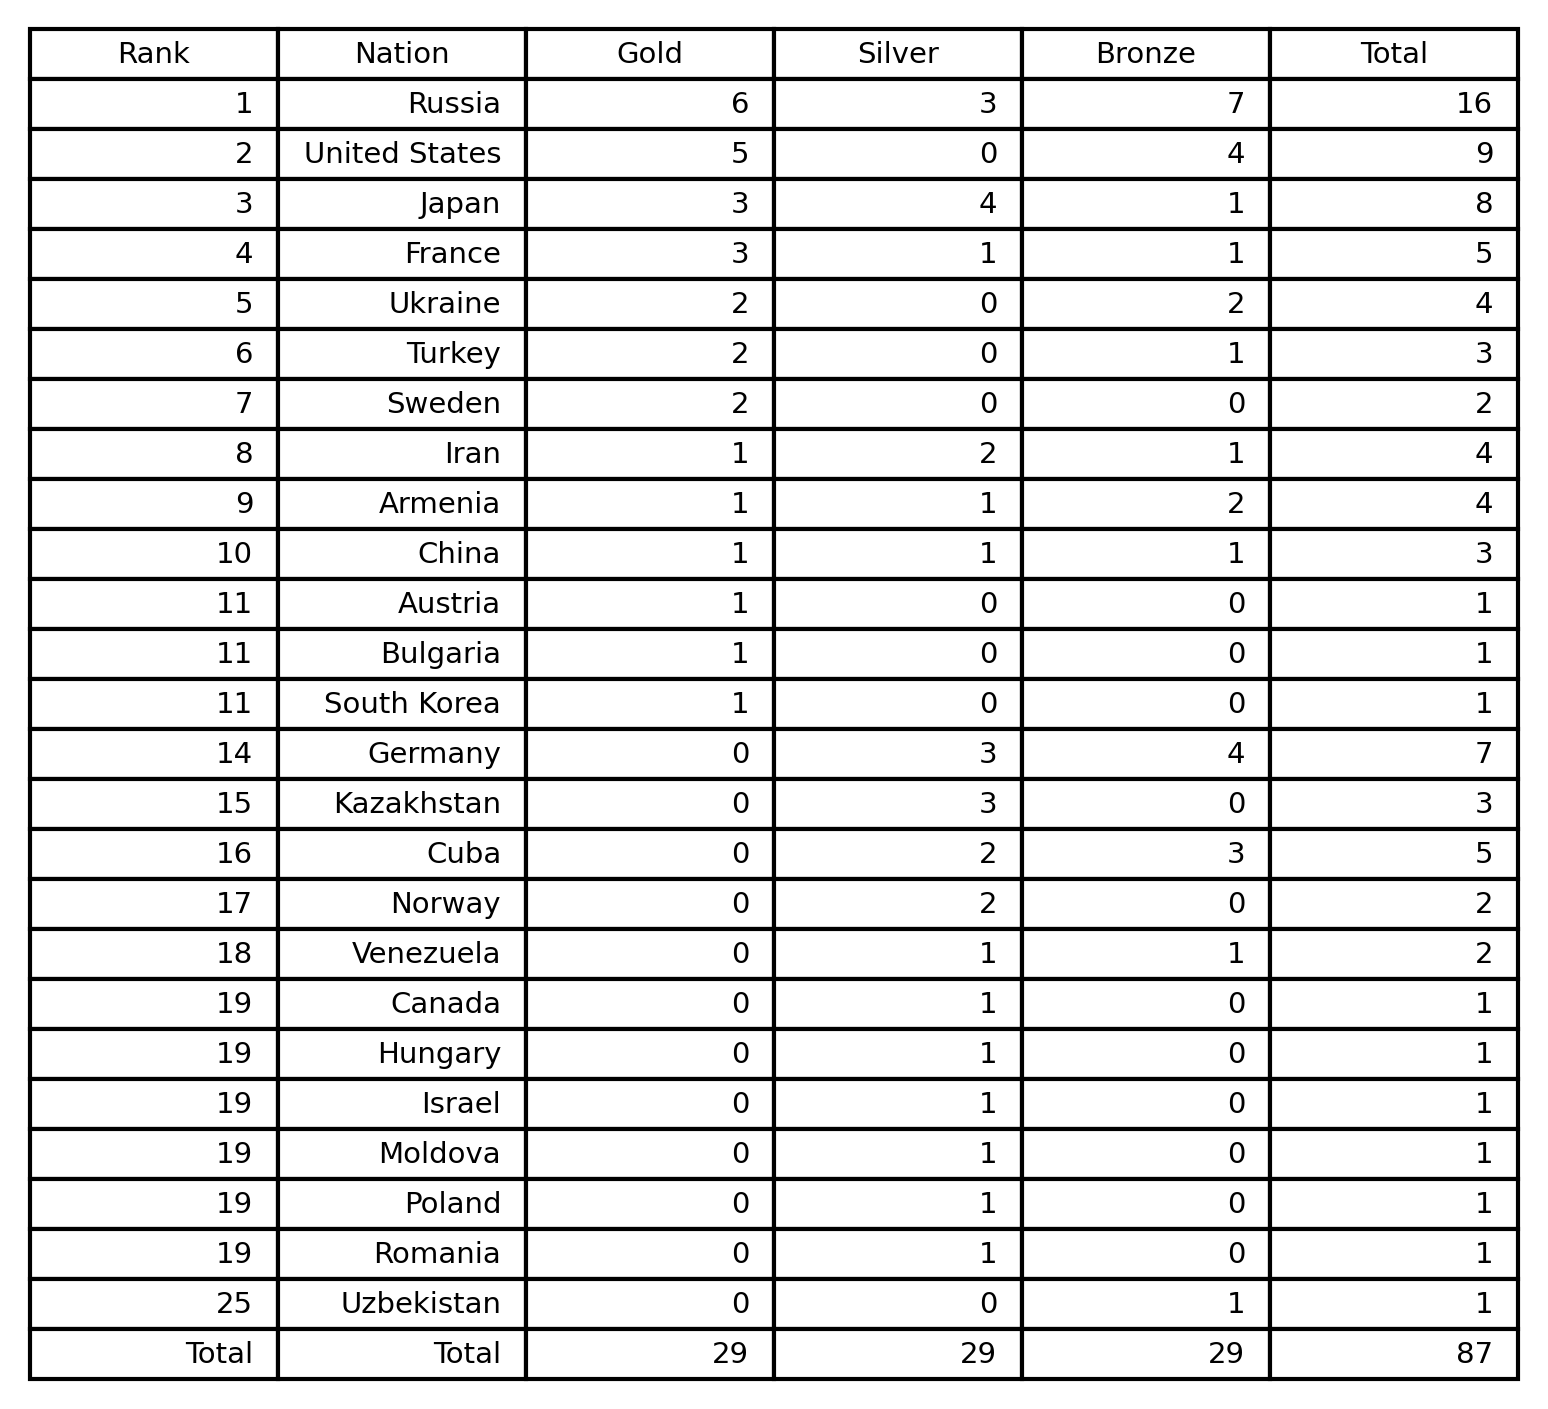 Rank Nation Gold Silver Bronze Total
1 Russia 6 3 7 16
2 United States 5 0 4 9
3 Japan 3 4 1 8
4 France 3 1 1 5
5 Ukraine 2 0 2 4
6 Turkey 2 0 1 3
7 Sweden 2 0 0 2
8 Iran 1 2 1 4
9 Armenia 1 1 2 4
10 China 1 1 1 3
11 Austria 1 0 0 1
11 Bulgaria 1 0 0 1
11 South Korea 1 0 0 1
14 Germany 0 3 4 7
15 Kazakhstan 0 3 0 3
16 Cuba 0 2 3 5
17 Norway 0 2 0 2
18 Venezuela 0 1 1 2
19 Canada 0 1 0 1
19 Hungary 0 1 0 1
19 Israel 0 1 0 1
19 Moldova 0 1 0 1
19 Poland 0 1 0 1
19 Romania 0 1 0 1
25 Uzbekistan 0 0 1 1
Total Total 29 29 29 87